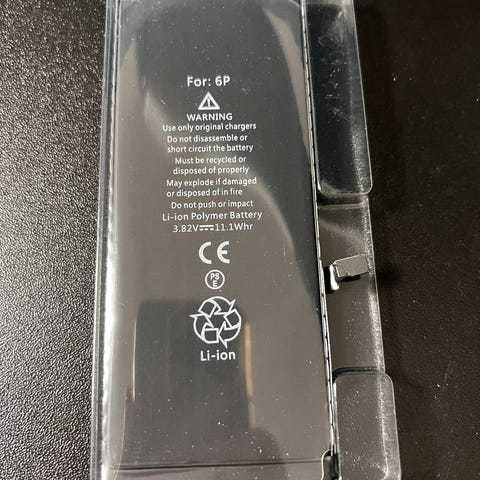 For: 6P
WARNING
Use only original chargers
Do not disassemble or
short circuit the battery
Must be recycled or
disposed of properly
May explode if damaged
or disposed of in fire
Do not push or impact
Li-ion Polymer Battery
3.82V⎓11.1Whr
CE
PS
E
Li-ion